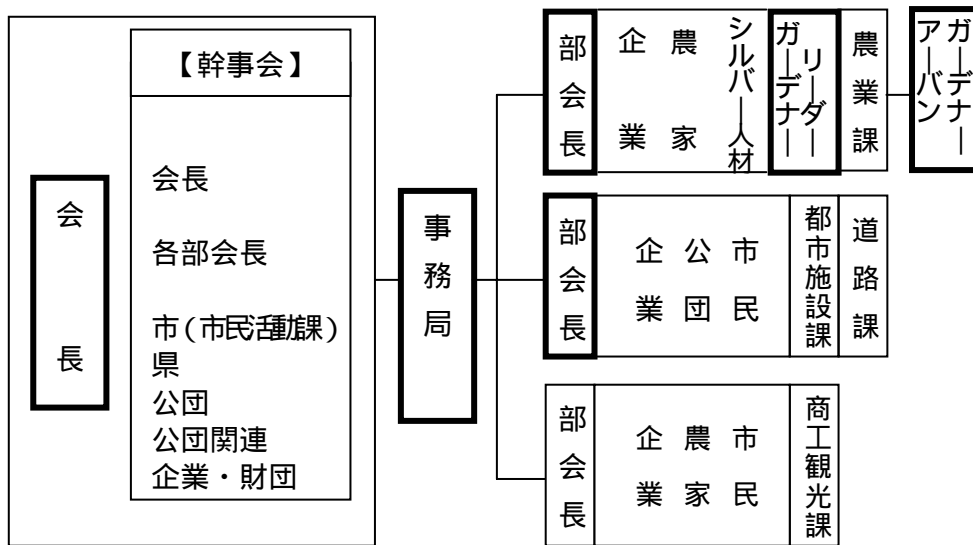 会長
【幹事会】
会長
各部会長
市(市民活動課)
県
公団
公団関連
企業・財団
事務局
部会長
企業
農家
シルバー人材
ガーデナー
リーダー
農業課
アーバン
ガーデナー
部会長
企業
公団
市民
都市施設課
道路課
部会長
企業
農家
市民
商工観光課